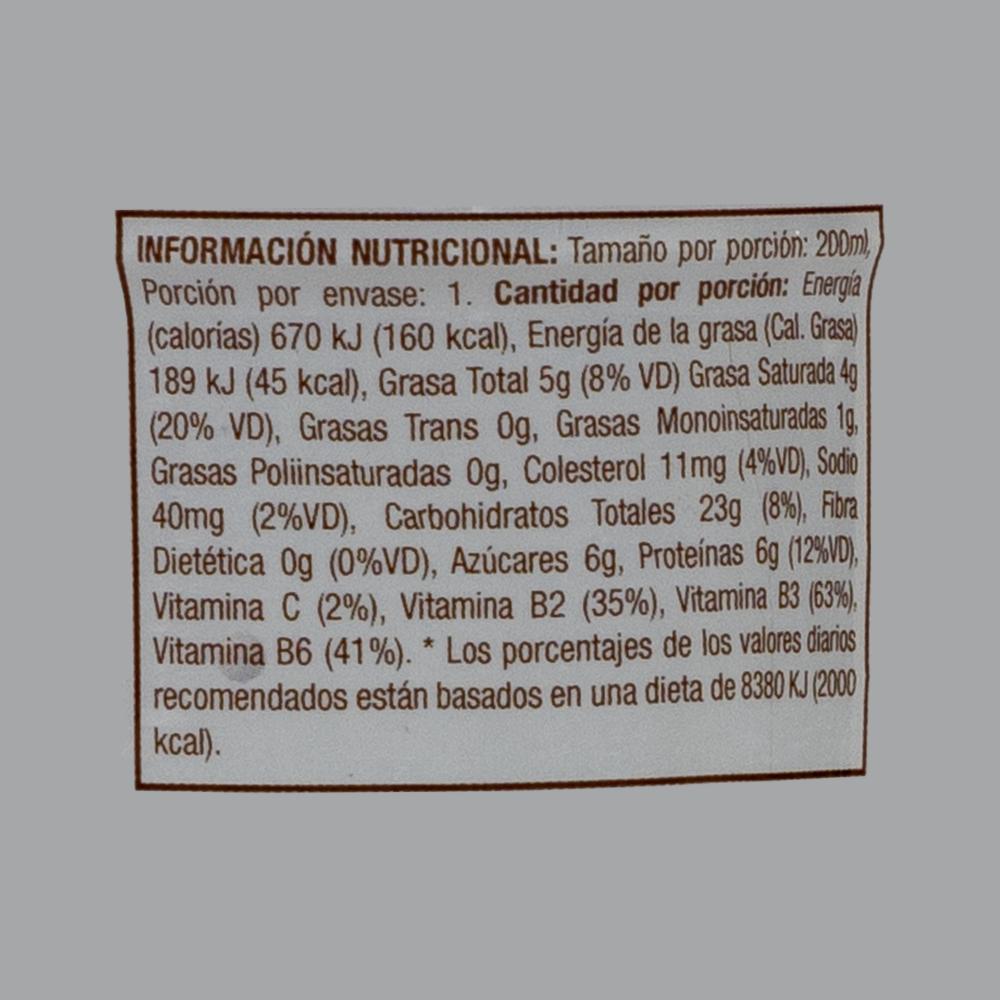 INFORMACIÓN NUTRICIONAL: Tamaño por porción: 200ml,
Porción por envase: 1. Cantidad por porción: Energía
(calorías) 670 kJ (160 kcal), Energía de la grasa (Cal. Grasa)
189 kJ (45 kcal), Grasa Total 5g (8% VD) Grasa Saturada 4g
(20% VD), Grasas Trans 0g, Grasas Monoinsaturadas 1g,
Grasas Poliinsaturadas 0g, Colesterol 11mg (4%VD), Sodio
40mg (2%VD), Carbohidratos Totales 23g (8%), Fibra
Dietética 0g (0%VD), Azúcares 6g, Proteínas 6g (12%VD),
Vitamina C (2%), Vitamina B2 (35%), Vitamina B3 (63%),
Vitamina B6 (41%). * Los porcentajes de los valores diarios
recomendados están basados en una dieta de 8380 KJ (2000
kcal).